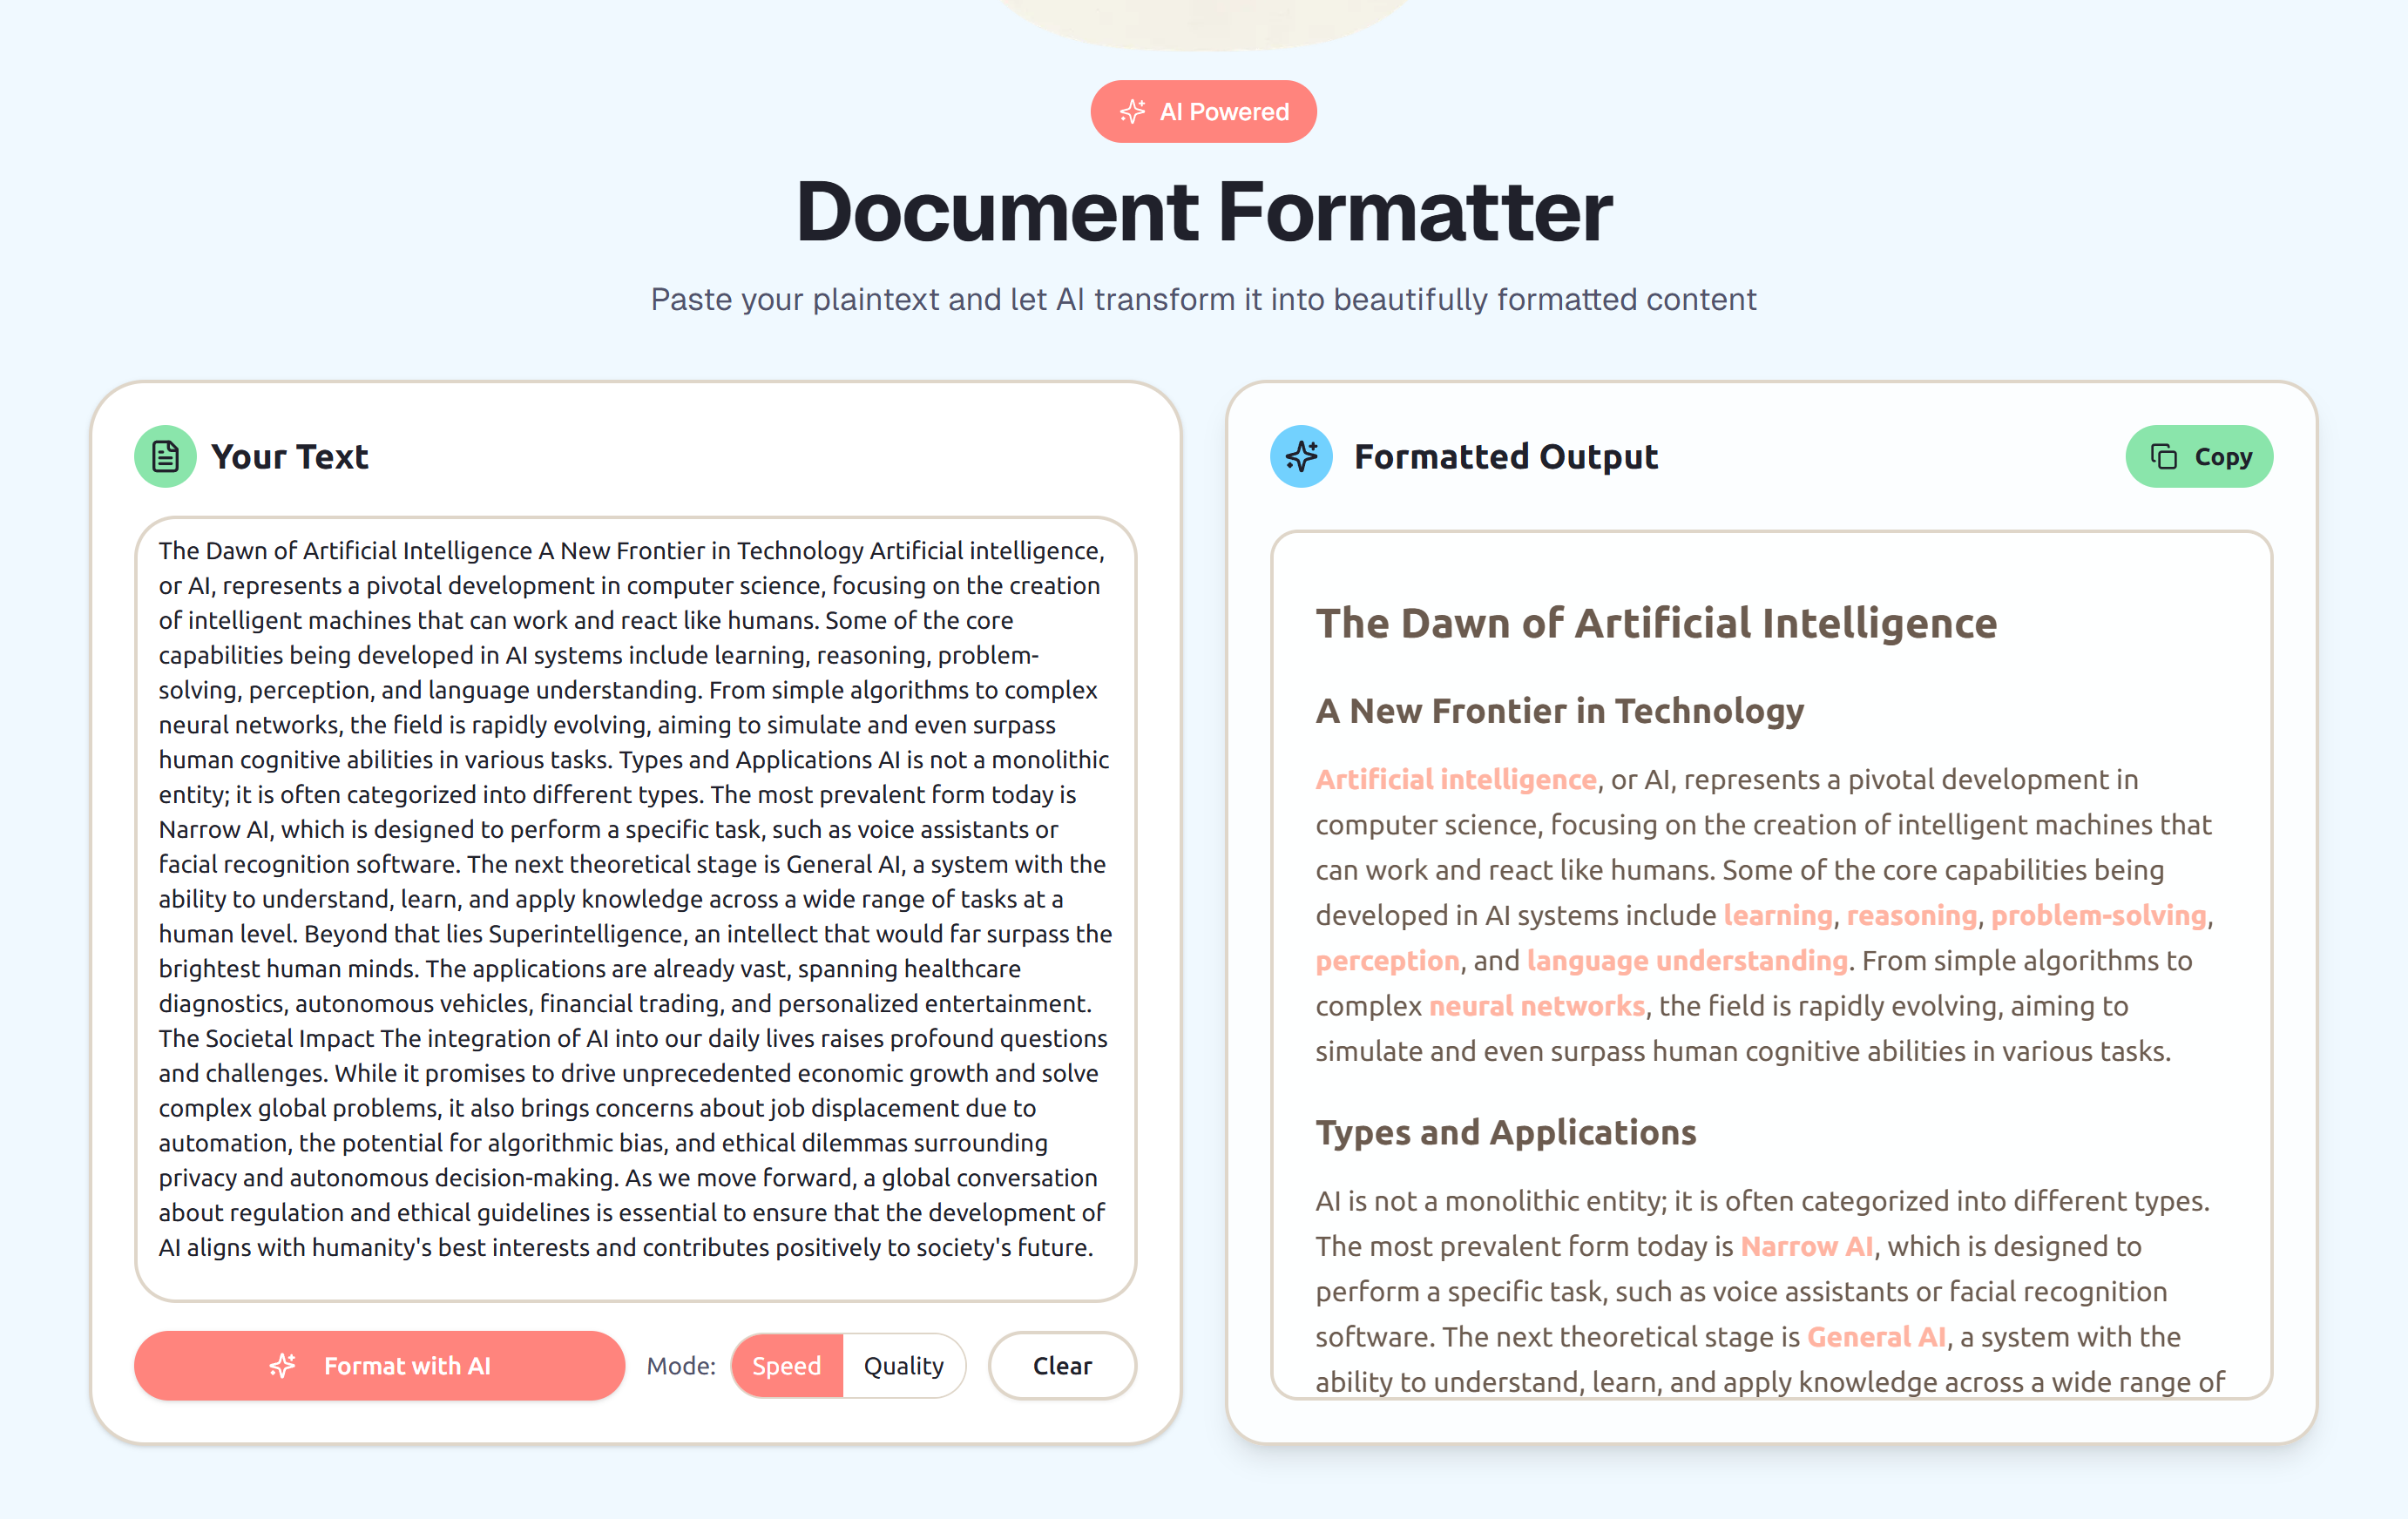 AI Powered
Document Formatter
Paste your plaintext and let AI transform it into beautifully formatted content
Your Text
The Dawn of Artificial Intelligence A New Frontier in Technology Artificial intelligence,
or AI, represents a pivotal development in computer science, focusing on the creation
of intelligent machines that can work and react like humans. Some of the core
capabilities being developed in AI systems include learning, reasoning, problem-
solving, perception, and language understanding. From simple algorithms to complex
neural networks, the field is rapidly evolving, aiming to simulate and even surpass
human cognitive abilities in various tasks. Types and Applications AI is not a monolithic
entity; it is often categorized into different types. The most prevalent form today is
Narrow AI, which is designed to perform a specific task, such as voice assistants or
facial recognition software. The next theoretical stage is General AI, a system with the
ability to understand, learn, and apply knowledge across a wide range of tasks at a
human level. Beyond that lies Superintelligence, an intellect that would far surpass the
brightest human minds. The applications are already vast, spanning healthcare
diagnostics, autonomous vehicles, financial trading, and personalized entertainment.
The Societal Impact The integration of AI into our daily lives raises profound questions
and challenges. While it promises to drive unprecedented economic growth and solve
complex global problems, it also brings concerns about job displacement due to
automation, the potential for algorithmic bias, and ethical dilemmas surrounding
privacy and autonomous decision-making. As we move forward, a global conversation
about regulation and ethical guidelines is essential to ensure that the development of
AI aligns with humanity's best interests and contributes positively to society's future.
Format with AI
Mode:
Speed
Quality
Clear
Formatted Output
Copy
The Dawn of Artificial Intelligence
A New Frontier in Technology
Artificial intelligence, or AI, represents a pivotal development in
computer science, focusing on the creation of intelligent machines that
can work and react like humans. Some of the core capabilities being
developed in AI systems include learning, reasoning, problem-solving,
perception, and language understanding. From simple algorithms to
complex neural networks, the field is rapidly evolving, aiming to
simulate and even surpass human cognitive abilities in various tasks.
Types and Applications
AI is not a monolithic entity; it is often categorized into different types.
The most prevalent form today is Narrow AI, which is designed to
perform a specific task, such as voice assistants or facial recognition
software. The next theoretical stage is General AI, a system with the
ability to understand, learn, and apply knowledge across a wide range of